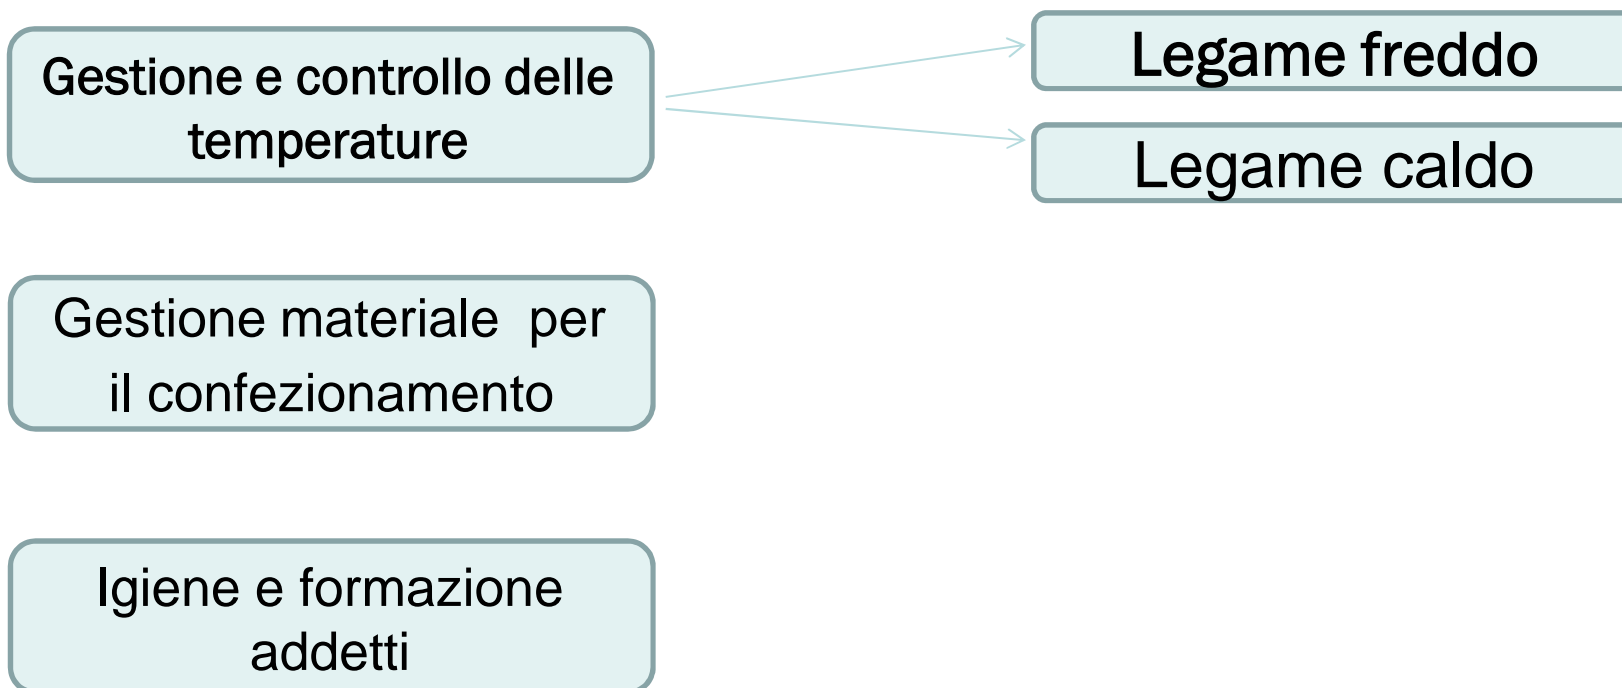 Gestione e controllo delle
temperature
Legame freddo
Legame caldo
Gestione materiale  per
il confezionamento
Igiene e formazione
addetti